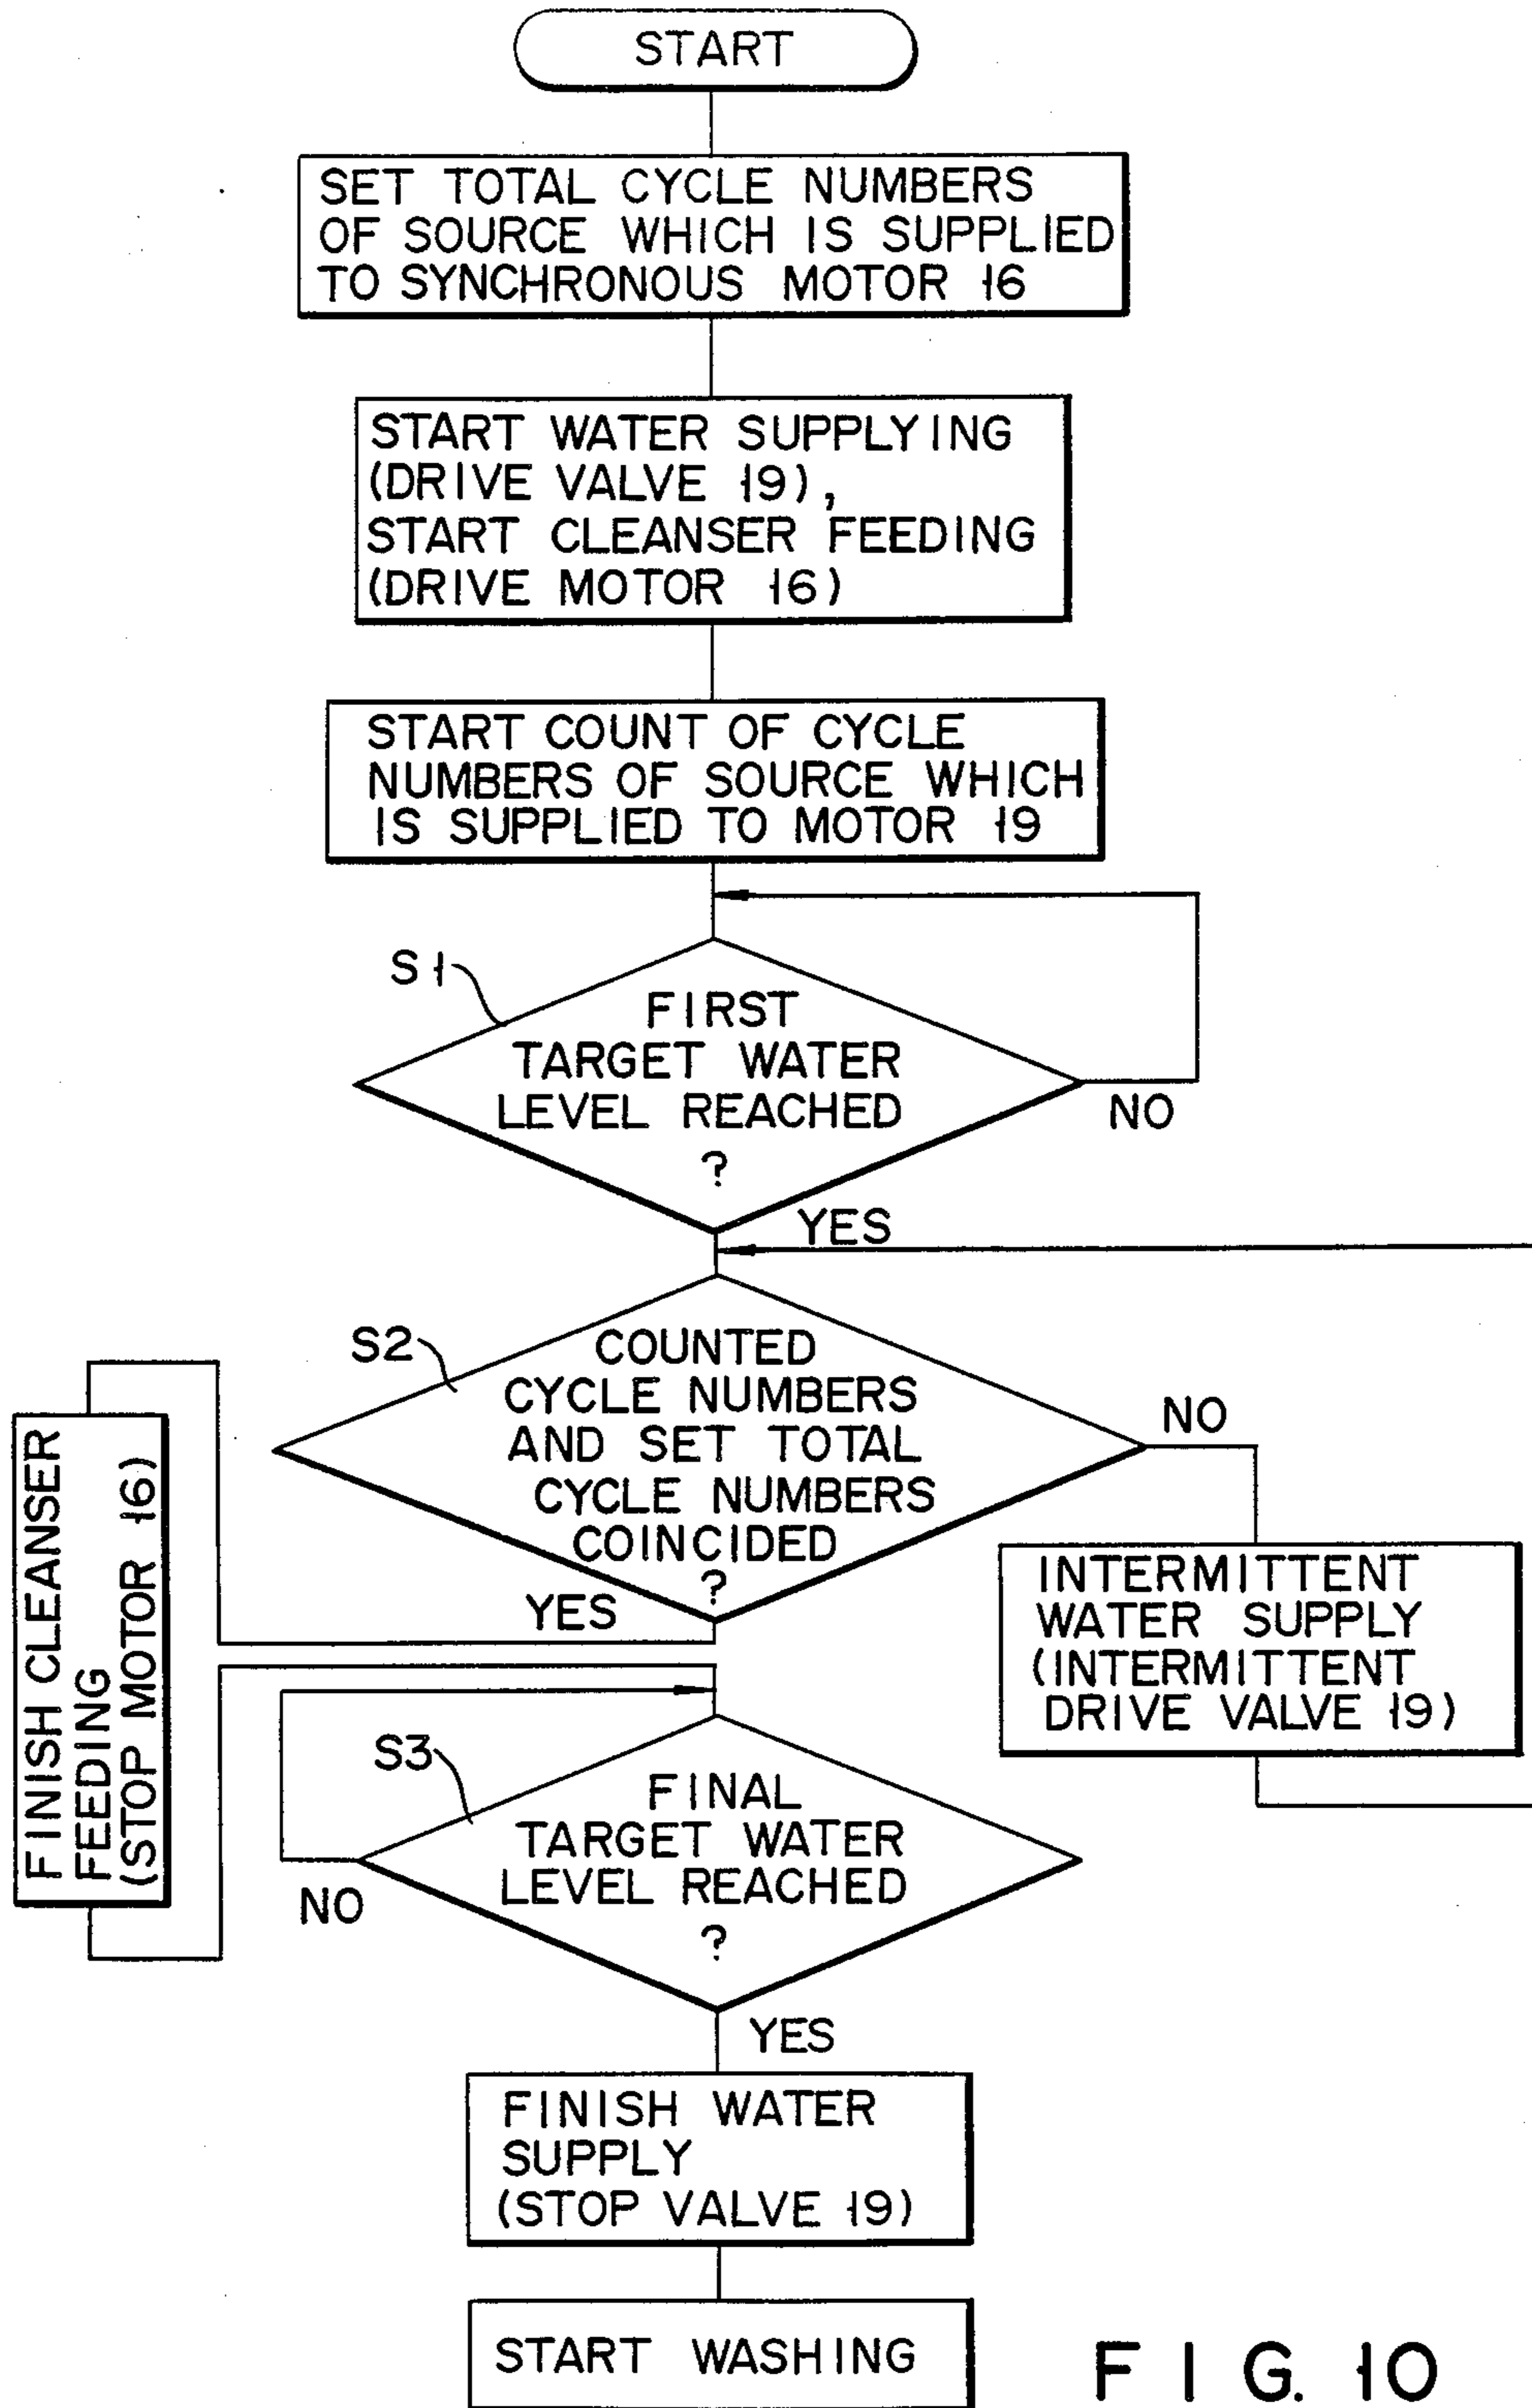 START
SET TOTAL CYCLE NUMBERS
OF SOURCE WHICH IS SUPPLIED
TO SYNCHRONOUS MOTOR 16
START WATER SUPPLYING
(DRIVE VALVE 19),
START CLEANSER FEEDING
(DRIVE MOTOR 16)
START COUNT OF CYCLE
NUMBERS OF SOURCE WHICH
IS SUPPLIED TO MOTOR 19
S1
FIRST
TARGET WATER
LEVEL REACHED
?
NO
YES
S2
COUNTED
CYCLE NUMBERS
AND SET TOTAL
CYCLE NUMBERS
COINCIDED
?
NO
YES
INTERMITTENT
WATER SUPPLY
(INTERMITTENT
DRIVE VALVE 19)
FINISH CLEANSER
FEEDING
(STOP MOTOR 16)
S3
FINAL
TARGET WATER
LEVEL REACHED
?
NO
YES
FINISH WATER
SUPPLY
(STOP VALVE 19)
START WASHING
FIG. 10